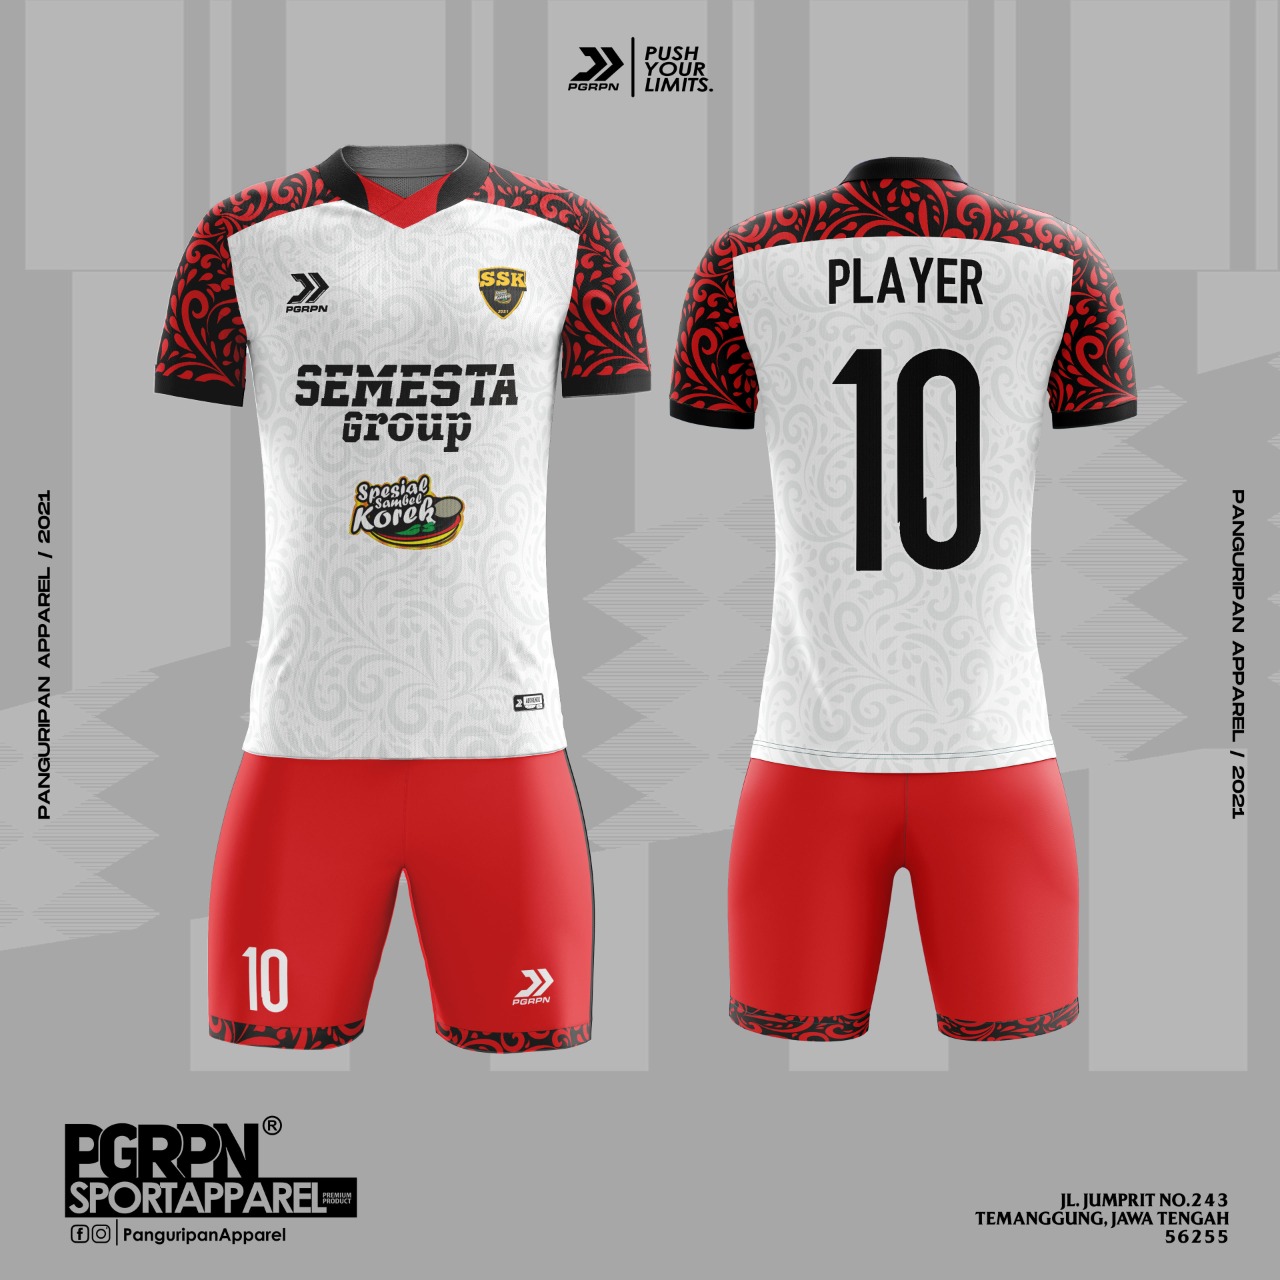 PGRPN
PUSH
YOUR
LIMITS.
PGRPN
SSK
2021
SEMESTA
Group
Spesial
Sambel
Korek
PLAYER
10
10
PGRPN
PANGURIPAN APPAREL / 2021
PANGURIPAN APPAREL / 2021
PGRPN®
SPORTAPPAREL PREMIUM PRODUCT
PanguripanApparel
JL. JUMPRIT NO.243
TEMANGGUNG, JAWA TENGAH
56255